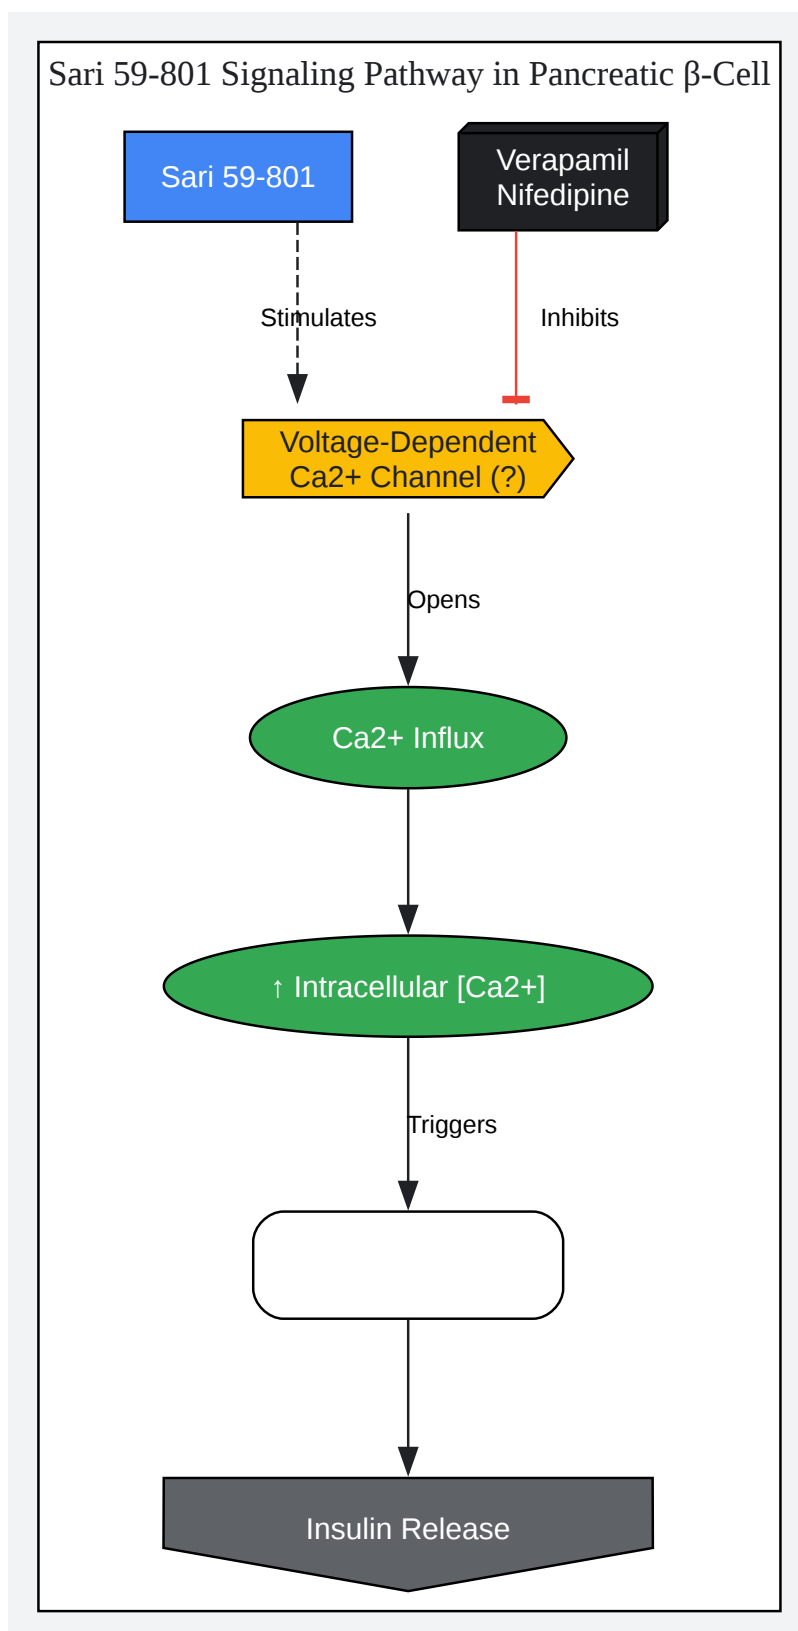 Sari 59-801 Signaling Pathway in Pancreatic β-Cell
Sari 59-801
Verapamil
Nifedipine
Stimulates
Inhibits
Voltage-Dependent
Ca2+ Channel (?)
Opens
Ca2+ Influx
↑ Intracellular [Ca2+]
Triggers
Insulin Release